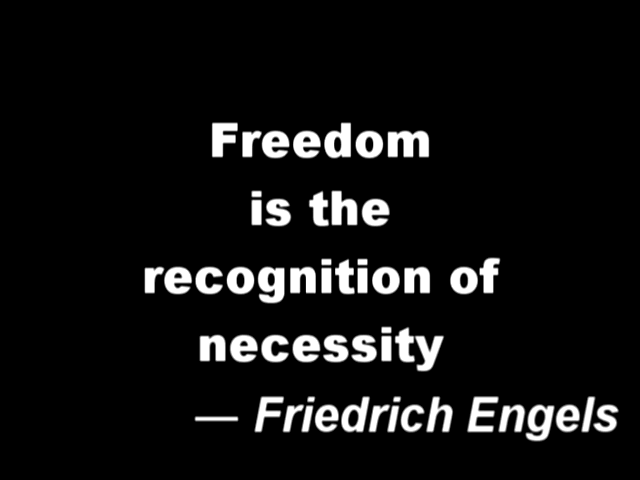 Freedom
is the
recognition of
necessity
— Friedrich Engels